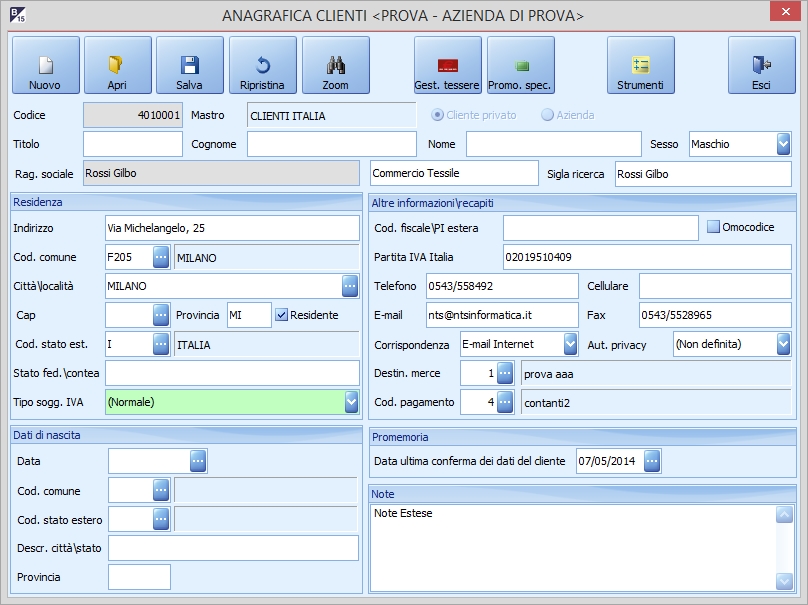 B
15
ANAGRAFICA CLIENTI <PROVA - AZIENDA DI PROVA>
Nuovo Apri Salva Ripristina Zoom Gest. tessere Promo. spec. Strumenti Esci
Codice 4010001 Mastro CLIENTI ITALIA Cliente privato Azienda
Titolo Cognome Nome Sesso Maschio
Rag. sociale Rossi Gilbo Commercio Tessile Sigla ricerca Rossi Gilbo
Residenza
Indirizzo Via Michelangelo, 25
Cod. comune F205 MILANO
Città\località MILANO
Cap Provincia MI Residente
Cod. stato est. I ITALIA
Stato fed.\contea
Tipo sogg. IVA (Normale)
Altre informazioni\recapiti
Cod. fiscale\PI estera Omocodice
Partita IVA Italia 02019510409
Telefono 0543/558492 Cellulare
E-mail nts@ntsinformatica.it Fax 0543/5528965
Corrispondenza E-mail Internet Aut. privacy (Non definita)
Destin. merce 1 prova aaa
Cod. pagamento 4 contanti2
Dati di nascita
Data
Cod. comune
Cod. stato estero
Descr. città\stato
Provincia
Promemoria
Data ultima conferma dei dati del cliente 07/05/2014
Note
Note Estese